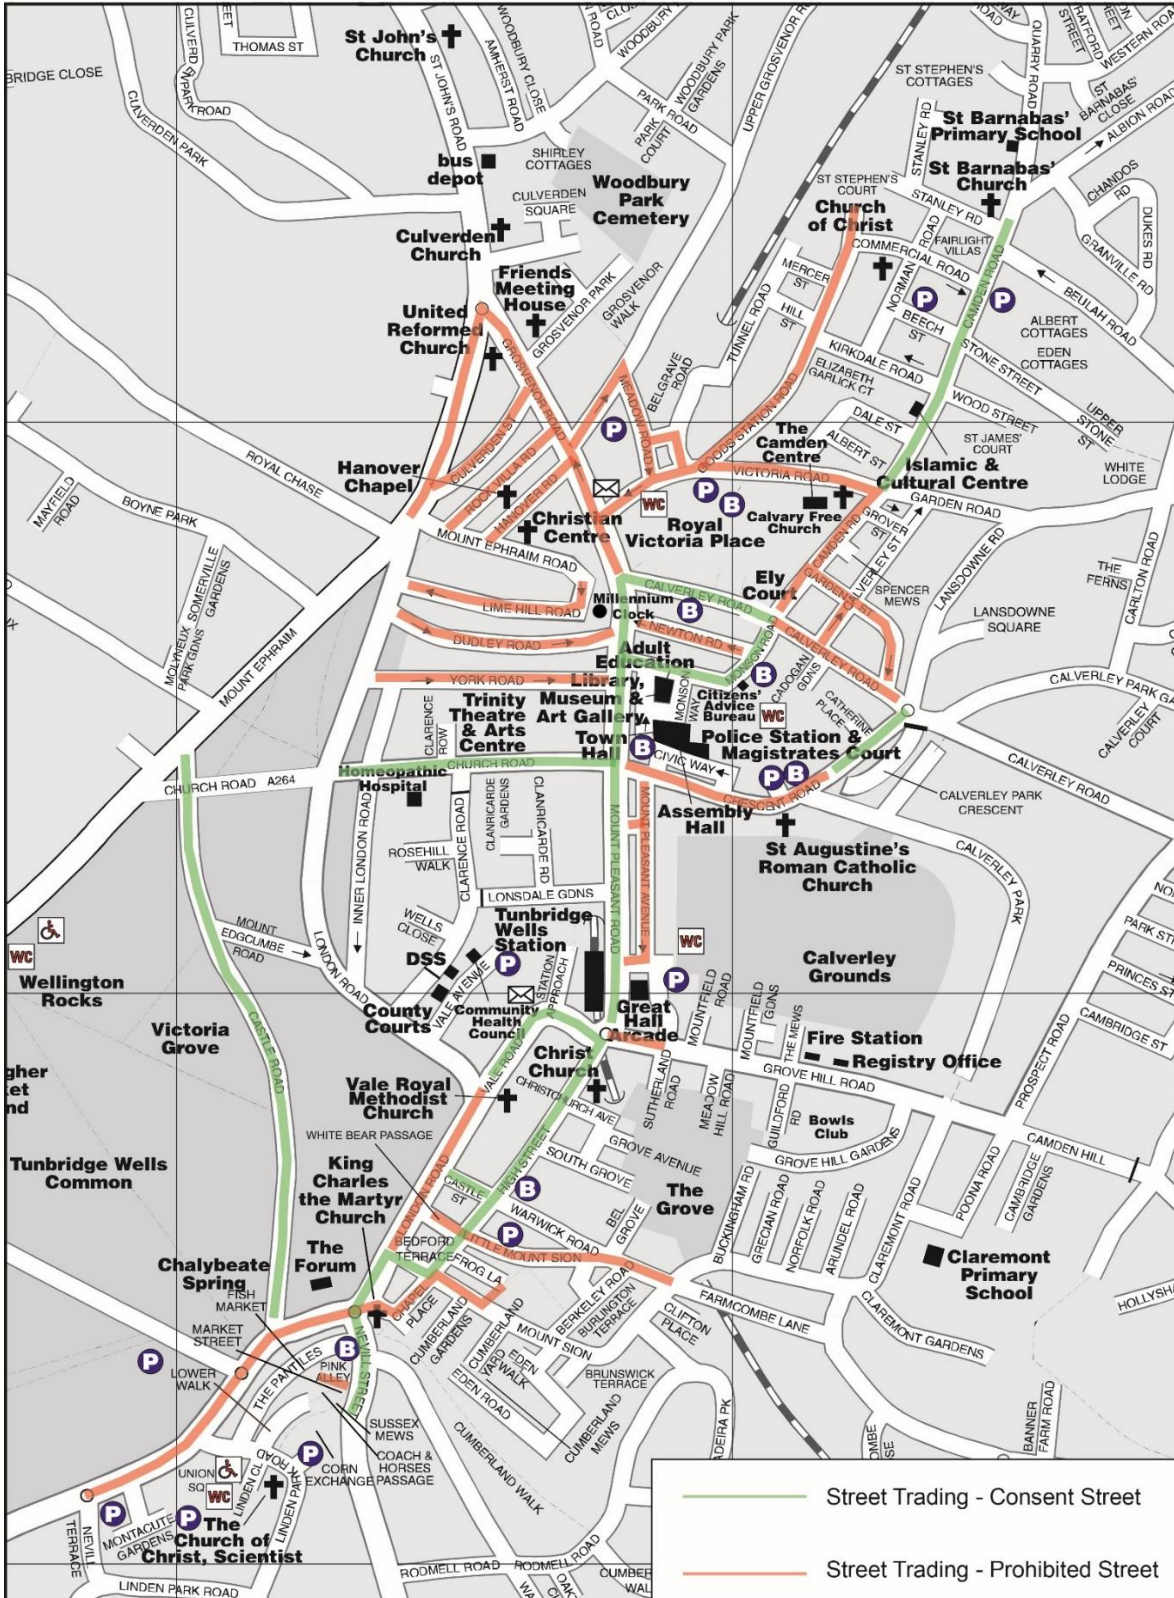 THOMAS ST
BRIDGE CLOSE
CULVERDEN PARK
St John's
Church
ST JOHN'S ROAD
AMHERST ROAD
WOODBURY CLOSE
PARK ROAD
WOODBURY PARK
GARDENS
PARK
COURT
UPPER GROSVENOR RD
ST STEPHEN'S
COTTAGES
QUARRY ROAD
STRATFORD
STREET
WESTERN ROAD
ST
BARNABAS'
CLOSE
ALBION ROAD
STANLEY RD
St Barnabas'
Primary School
St Barnabas'
Church
CHANDOS
RD
DUKES RD
GRANVILLE RD
bus
depot
SHIRLEY
COTTAGES
CULVERDEN
SQUARE
Woodbury
Park
Cemetery
Culverden
Church
ST STEPHEN'S
COURT
Church
of Christ
STANLEY RD
FAIRLIGHT
VILLAS
COMMERCIAL ROAD
NORMAN ROAD
CAMDEN ROAD
BEULAH ROAD
ALBERT
COTTAGES
EDEN
COTTAGES
Friends
Meeting
House
United
Reformed
Church
GROSVENOR PARK
GROSVENOR
WALK
GROSVENOR ROAD
MERCER
ST
HILL
ST
TUNNEL ROAD
BEECH
ST
STONE STREET
KIRKDALE ROAD
ELIZABETH
GARLICK CT
WOOD STREET
UPPER
STONE
ST
BELGRAVE
ROAD
MEADOW ROAD
GOODS STATION ROAD
P
P
P
The
Camden
Centre
DALE ST
ALBERT ST
ST JAMES'
COURT
Islamic &
Cultural Centre
WHITE
LODGE
VICTORIA ROAD
GARDEN ROAD
ROYAL CHASE
BOYNE PARK
MAYFIELD
ROAD
Hanover
Chapel
CULVERDEN ST
ROCK VILLA RD
HANOVER RD
Christian
Centre
MOUNT EPHRAIM ROAD
WC
P
B
Royal
Victoria Place
Calvary Free
Church
CAMDEN RD
GROVER
ST
CALVERLEY ST
GARDEN ST
SPENCER
MEWS
LANSDOWNE RD
LANSDOWNE
SQUARE
THE
FERNS
CARLTON ROAD
SOMERVILLE
GARDENS
MOLYNEUX
PARK GDNS
MOUNT EPHRAIM
LIME HILL ROAD
DUDLEY ROAD
YORK ROAD
Millennium
Clock
CALVERLEY ROAD
B
Ely
Court
NEWTON RD
MONSON ROAD
CALVERLEY ROAD
Adult
Education
Library,
Museum &
Art Gallery
MONSON
WAY
B
Citizens'
Advice
Bureau
WC
CADOGAN
GDNS
CATHERINE
PLACE
CALVERLEY
COURT
CALVERLEY ROAD
CALVERLEY PARK
CRESCENT
Trinity
Theatre
& Arts
Centre
CLARENCE
ROW
Town
Hall
B
CIVIC WAY
Police Station &
Magistrates Court
P
B
CRESCENT ROAD
Assembly
Hall
St Augustine's
Roman Catholic
Church
CHURCH ROAD A264
CHURCH ROAD
Homeopathic
Hospital
INNER LONDON ROAD
ROSEHILL
WALK
CLARENCE ROAD
CLANRICARDE
GARDENS
CLANRICARDE RD
LONSDALE GDNS
MOUNT PLEASANT ROAD
MOUNT PLEASANT AVENUE
CALVERLEY PARK
Calverley
Grounds
PRINCES ST
CAMBRIDGE ST
PROSPECT ROAD
MOUNT
EDGCUMBE
ROAD
LONDON ROAD
WELLS
CLOSE
DSS
County
Courts
VALE AVENUE
Tunbridge
Wells
Station
P
STATION
APPROACH
Community
Health
Council
WC
P
Great
Hall
Arcade
MOUNTFIELD
ROAD
MOUNTFIELD
GDNS
THE MEWS
Fire Station
Registry Office
GROVE HILL ROAD
WC
Wellington
Rocks
Victoria
Grove
CASTLE ROAD
VALE ROAD
Christ
Church
CHRISTCHURCH AVE
SUTHERLAND
ROAD
MEADOW
HILL ROAD
GUILDFORD
RD
Bowls
Club
GROVE HILL GARDENS
CAMDEN HILL
Vale Royal
Methodist
Church
WHITE BEAR PASSAGE
HIGH STREET
GROVE AVENUE
SOUTH GROVE
The
Grove
BUCKINGHAM RD
GRECIAN ROAD
NORFOLK ROAD
ARUNDEL ROAD
CLAREMONT ROAD
POONA ROAD
CAMBRIDGE
GARDENS
Tunbridge Wells
Common
King
Charles
the Martyr
Church
LONDON ROAD
CASTLE
ST
B
P
WARWICK ROAD
BEL
GROVE
LITTLE MOUNT SION
BEDFORD
TERRACE
FROG LA
The
Forum
Chalybeate
Spring
FISH
MARKET
MARKET
STREET
CHAPEL
PLACE
CUMBERLAND
GARDENS
CUMBERLAND
YARD
MOUNT SION
BERKELEY ROAD
BURLINGTON
TERRACE
CLIFTON
PLACE
FARMCOMBE LANE
CLAREMONT GARDENS
Claremont
Primary
School
P
LOWER
WALK
THE PANTILES
B
PINK
ALLEY
NEVILL STREET
EDEN
WALK
EDEN ROAD
BRUNSWICK
TERRACE
CUMBERLAND
MEWS
CUMBERLAND WALK
SUSSEX
MEWS
COACH &
HORSES
PASSAGE
CORN
EXCHANGE
BANNER
FARM ROAD
UNION
SQ
WC
LINDEN PARK ROAD
P
P
P
MONTACUTE
GARDENS
NEVILL
TERRACE
The
Church of
Christ, Scientist
LINDEN PARK ROAD
RODMELL ROAD
Street Trading - Consent Street
Street Trading - Prohibited Street